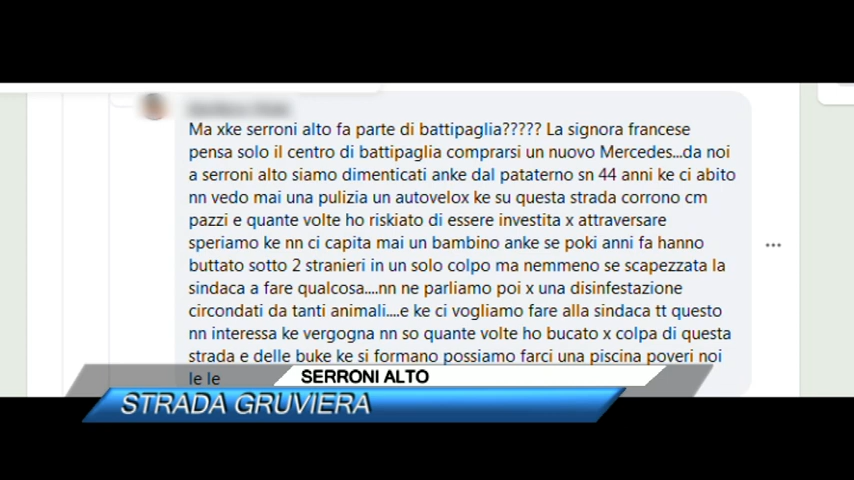 Ma xke serroni alto fa parte di battipaglia????? La signora francese
pensa solo il centro di battipaglia comprarsi un nuovo Mercedes...da noi
a serroni alto siamo dimenticati anke dal pataterno sn 44 anni ke ci abito
nn vedo mai una pulizia un autovelox ke su questa strada corrono cm
pazzi e quante volte ho riskiato di essere investita x attraversare
speriamo ke nn ci capita mai un bambino anke se poki anni fa hanno
buttato sotto 2 stranieri in un solo colpo ma nemmeno se scapezzata la
sindaca a fare qualcosa....nn ne parliamo poi x una disinfestazione
circondati da tanti animali....e ke ci vogliamo fare alla sindaca tt questo
nn interessa ke vergogna nn so quante volte ho bucato x colpa di questa
strada e delle buke ke si formano possiamo farci una piscina poveri noi
le le
SERRONI ALTO
STRADA GRUVIERA